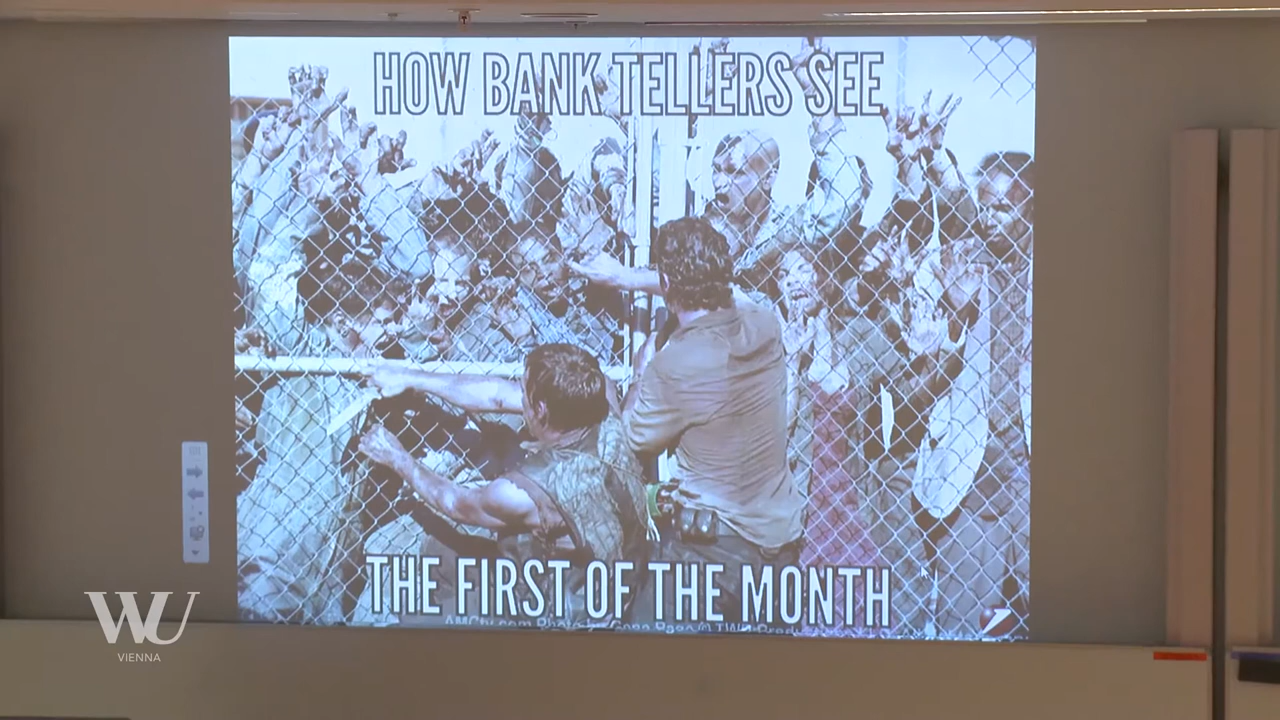 HOW BANK TELLERS SEE
THE FIRST OF THE MONTH
WU
VIENNA